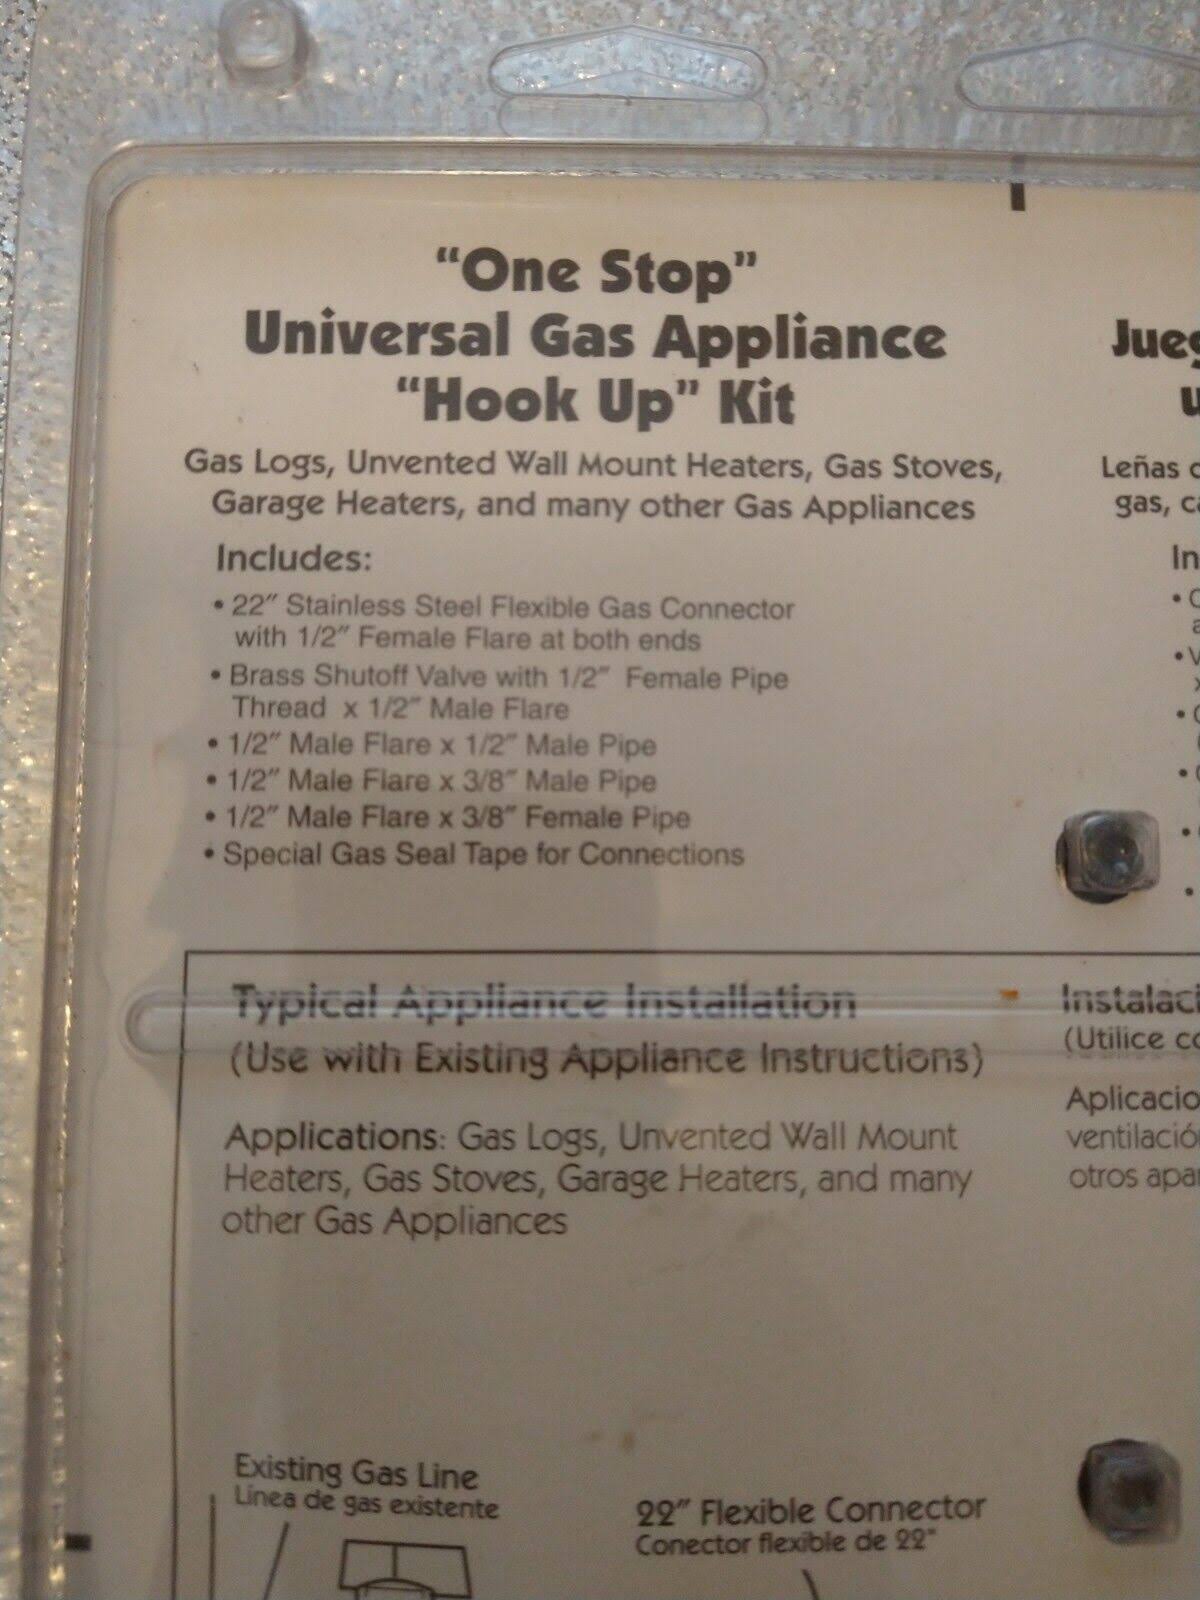 “One Stop”
Universal Gas Appliance
“Hook Up” Kit
Gas Logs, Unvented Wall Mount Heaters, Gas Stoves,
Garage Heaters, and many other Gas Appliances
Includes:
• 22″ Stainless Steel Flexible Gas Connector
with 1/2″ Female Flare at both ends
• Brass Shutoff Valve with 1/2″ Female Pipe
Thread x 1/2″ Male Flare
• 1/2″ Male Flare x 1/2″ Male Pipe
• 1/2″ Male Flare x 3/8″ Male Pipe
• 1/2″ Male Flare x 3/8″ Female Pipe
• Special Gas Seal Tape for Connections
Leñas
gas,
Typical Appliance Installation
(Use with Existing Appliance Instructions)
Applications: Gas Logs, Unvented Wall Mount
Heaters, Gas Stoves, Garage Heaters, and many
other Gas Appliances
(Utilice
otros
Existing Gas Line
Linea de gas existente
22″ Flexible Connector
Conector flexible de 22"